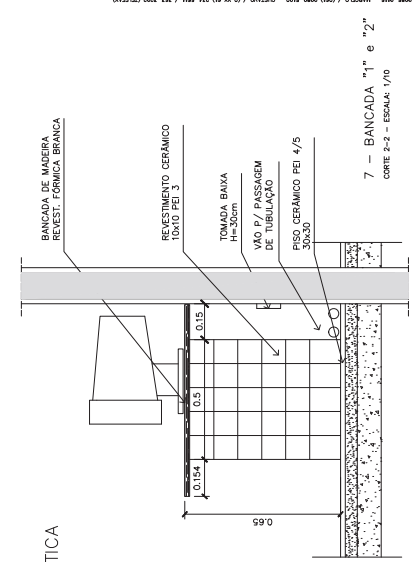 TICA
BANCADA DE MADEIRA
REVEST. FÓRMICA BRANCA
REVESTIMENTO CERÂMICO
10x10 PEI 3
TOMADA BAIXA
H=30cm
VÃO P/ PASSAGEM
DE TUBULAÇÃO
PISO CERÂMICO PEI 4/5
30x30
0.154
0.5
0.15
0.65
7 - BANCADA "1" e "2"
CORTE 2-2 - ESCALA: 1/10